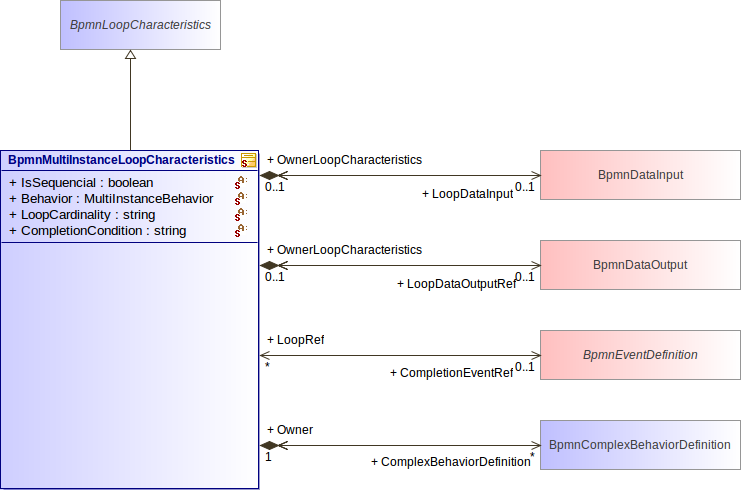 BpmnLoopCharacteristics
BpmnMultiInstanceLoopCharacteristics
+ IsSequencial : boolean
+ Behavior : MultiInstanceBehavior
+ LoopCardinality : string
+ CompletionCondition : string
+ OwnerLoopCharacteristics
0..1
0..1
+ LoopDataInput
BpmnDataInput
+ OwnerLoopCharacteristics
0..1
0..1
+ LoopDataOutputRef
BpmnDataOutput
+ LoopRef
*
0..1
+ CompletionEventRef
BpmnEventDefinition
+ Owner
1
*
+ ComplexBehaviorDefinition
BpmnComplexBehaviorDefinition